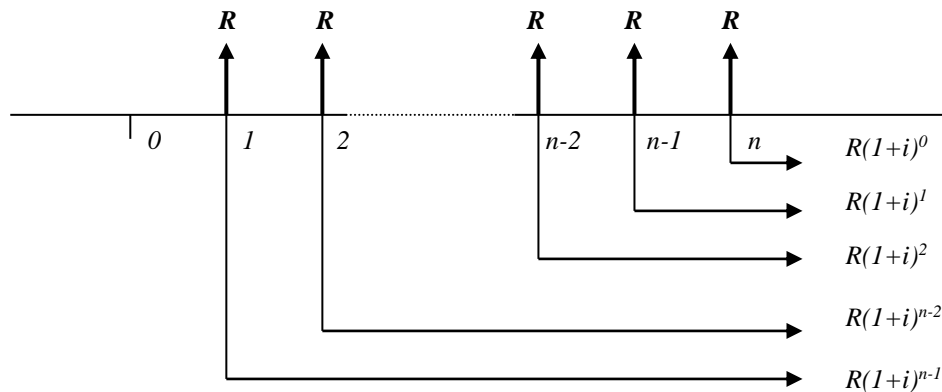 R R R R R
0 1 2 n-2 n-1 n
R(1+i)⁰
R(1+i)¹
R(1+i)²
R(1+i)ⁿ⁻²
R(1+i)ⁿ⁻¹